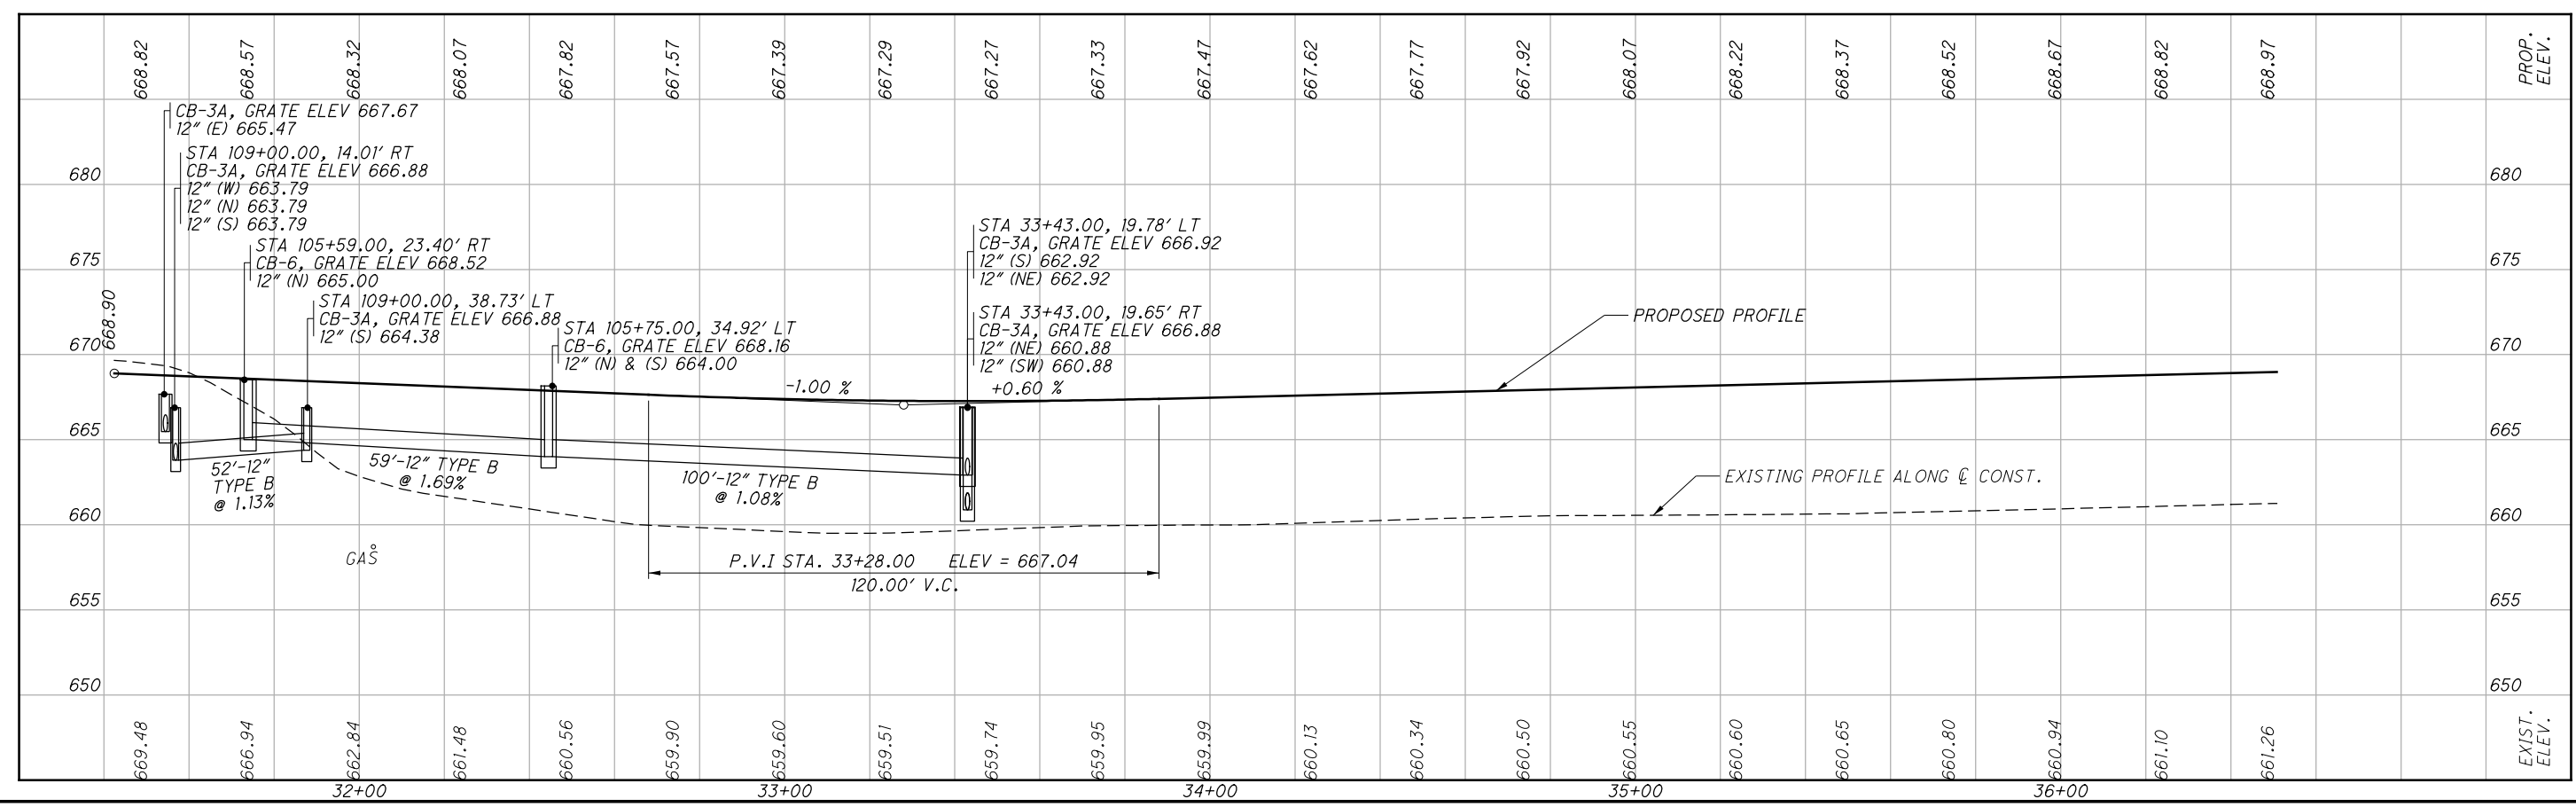 668.82 668.57 668.32 668.07 667.82 667.57 667.39 667.29 667.27 667.33 667.47 667.62 667.77 667.92 668.07 668.22 668.37 668.52 668.67 668.82 668.97
PROP.
ELEV.
CB-3A, GRATE ELEV 667.67
12" (E) 665.47
STA 109+00.00, 14.01' RT
CB-3A, GRATE ELEV 666.88
12" (W) 663.79
12" (N) 663.79
12" (S) 663.79
680 680
STA 105+59.00, 23.40' RT
CB-6, GRATE ELEV 668.52
12" (N) 665.00
STA 33+43.00, 19.78' LT
CB-3A, GRATE ELEV 666.92
12" (S) 662.92
12" (NE) 662.92
675 675
STA 109+00.00, 38.73' LT
CB-3A, GRATE ELEV 666.88
12" (S) 664.38
STA 105+75.00, 34.92' LT
CB-6, GRATE ELEV 668.16
12" (N) & (S) 664.00
STA 33+43.00, 19.65' RT
CB-3A, GRATE ELEV 666.88
12" (NE) 660.88
12" (SW) 660.88
PROPOSED PROFILE
668.90
670 670
-1.00 % +0.60 %
665 665
52'-12"
TYPE B
@ 1.13%
59'-12" TYPE B
@ 1.69%
100'-12" TYPE B
@ 1.08%
EXISTING PROFILE ALONG ℄ CONST.
660 660
GAS
P.V.I STA. 33+28.00 ELEV = 667.04
120.00' V.C.
655 655
650 650
669.48 666.94 662.84 661.48 660.56 659.90 659.60 659.51 659.74 659.95 659.99 660.13 660.34 660.50 660.55 660.60 660.65 660.80 660.94 661.10 661.26
EXIST.
ELEV.
32+00 33+00 34+00 35+00 36+00